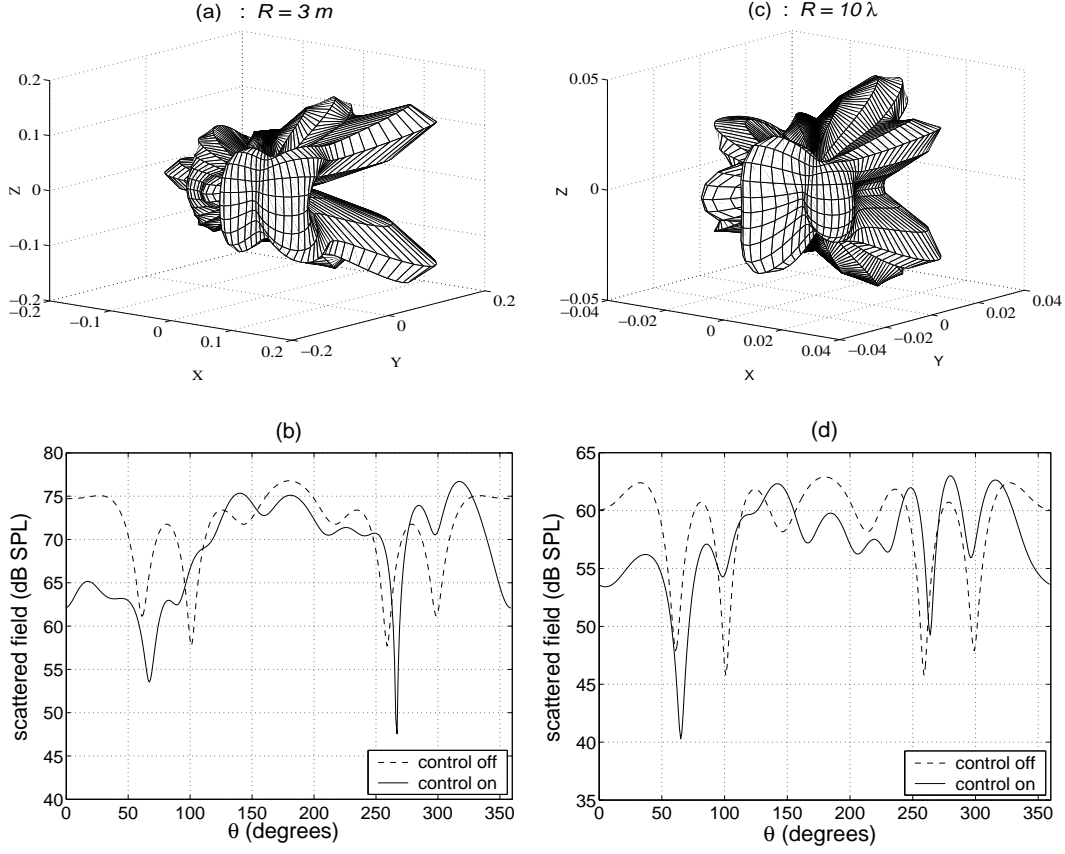 (a) : R = 3 m
0.2
0.1
0
−0.1
−0.2
Z
−0.1
0
0.1
0.2
X
−0.2
0
0.2
Y
(c) : R = 10 λ
0.05
0
−0.05
Z
−0.04
−0.02
0
0.02
0.04
X
−0.04
−0.02
0
0.02
0.04
Y
(b)
80
75
70
65
60
55
50
45
40
scattered field (dB SPL)
0 50 100 150 200 250 300 350
θ (degrees)
control off
control on
(d)
65
60
55
50
45
40
35
scattered field (dB SPL)
0 50 100 150 200 250 300 350
θ (degrees)
control off
control on